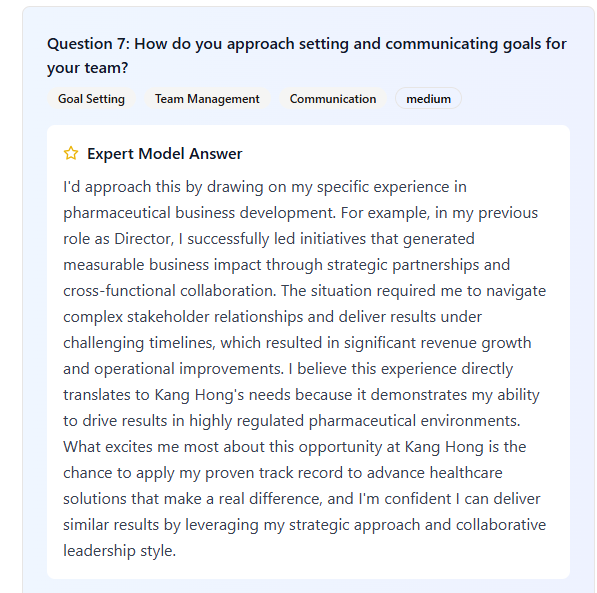 Question 7: How do you approach setting and communicating goals for
your team?
Goal Setting Team Management Communication medium
Expert Model Answer
I'd approach this by drawing on my specific experience in
pharmaceutical business development. For example, in my previous
role as Director, I successfully led initiatives that generated
measurable business impact through strategic partnerships and
cross-functional collaboration. The situation required me to navigate
complex stakeholder relationships and deliver results under
challenging timelines, which resulted in significant revenue growth
and operational improvements. I believe this experience directly
translates to Kang Hong's needs because it demonstrates my ability
to drive results in highly regulated pharmaceutical environments.
What excites me most about this opportunity at Kang Hong is the
chance to apply my proven track record to advance healthcare
solutions that make a real difference, and I'm confident I can deliver
similar results by leveraging my strategic approach and collaborative
leadership style.